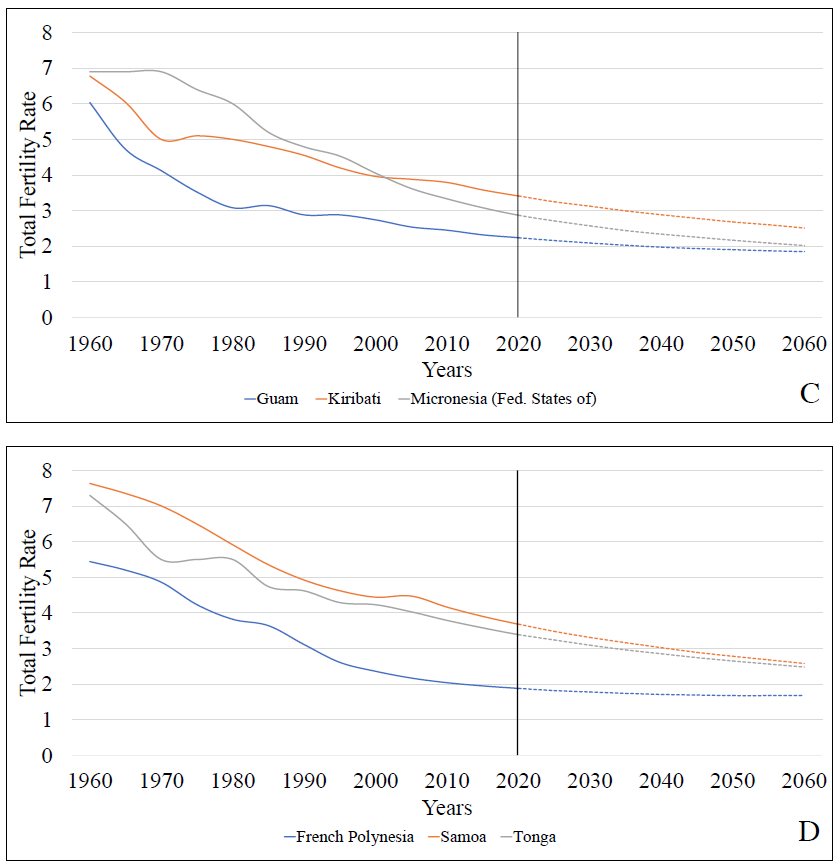 8
7
6
5
4
3
2
1
0
Total Fertility Rate
1960 1970 1980 1990 2000 2010 2020 2030 2040 2050 2060
Years
Guam Kiribati Micronesia (Fed. States of)
C
8
7
6
5
4
3
2
1
0
Total Fertility Rate
1960 1970 1980 1990 2000 2010 2020 2030 2040 2050 2060
Years
French Polynesia Samoa Tonga
D